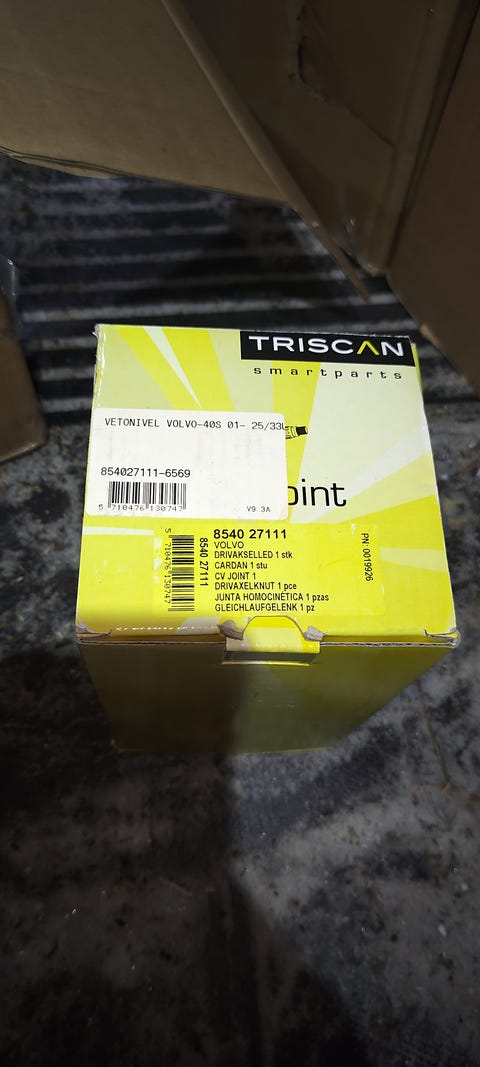 TRISCAN
smartparts
VETONIVEL VOLVO-40S 01- 25/33U
854027111-6569
5 710476 130747
V9 3A
oint
8540 27111
VOLVO
DRIVAKSELLED 1 stk
CARDAN 1 stu
CV JOINT 1
DRIVAXELKNUT 1 pce
JUNTA HOMOCINÉTICA 1 pzas
GLEICHLAUFGELENK 1 pz
5 710476 130747
8540 27111
PN: 0019926